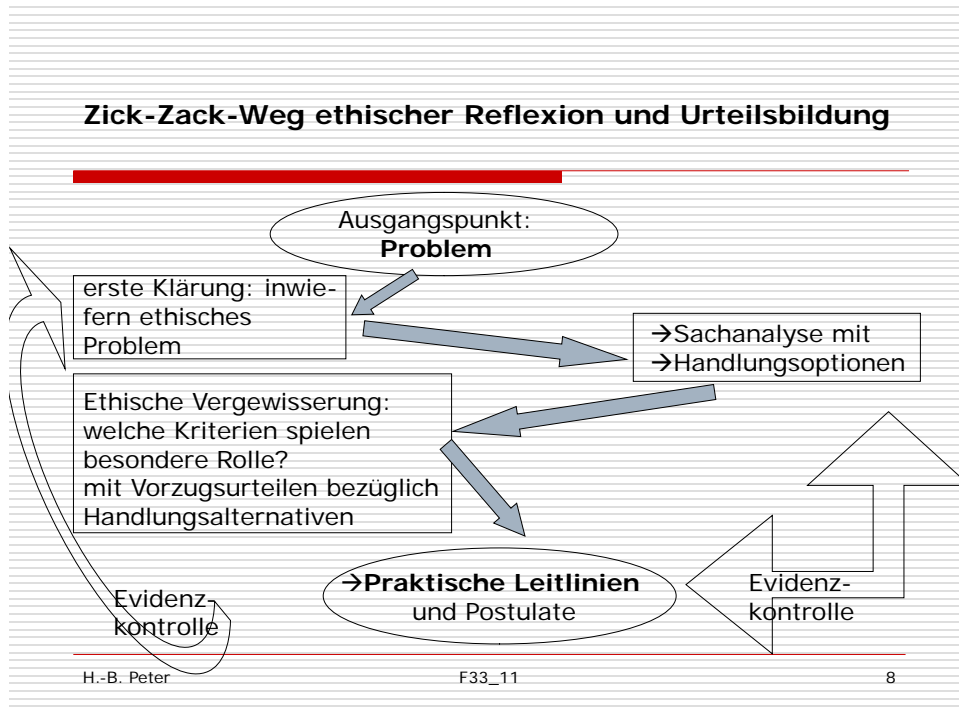 Zick-Zack-Weg ethischer Reflexion und Urteilsbildung
Ausgangspunkt:
Problem
erste Klärung: inwie-
fern ethisches
Problem
→Sachanalyse mit
→Handlungsoptionen
Ethische Vergewisserung:
welche Kriterien spielen
besondere Rolle?
mit Vorzugsurteilen bezüglich
Handlungsalternativen
→Praktische Leitlinien
und Postulate
Evidenz-
kontrolle
Evidenz-
kontrolle
H.-B. Peter
F33_11
8